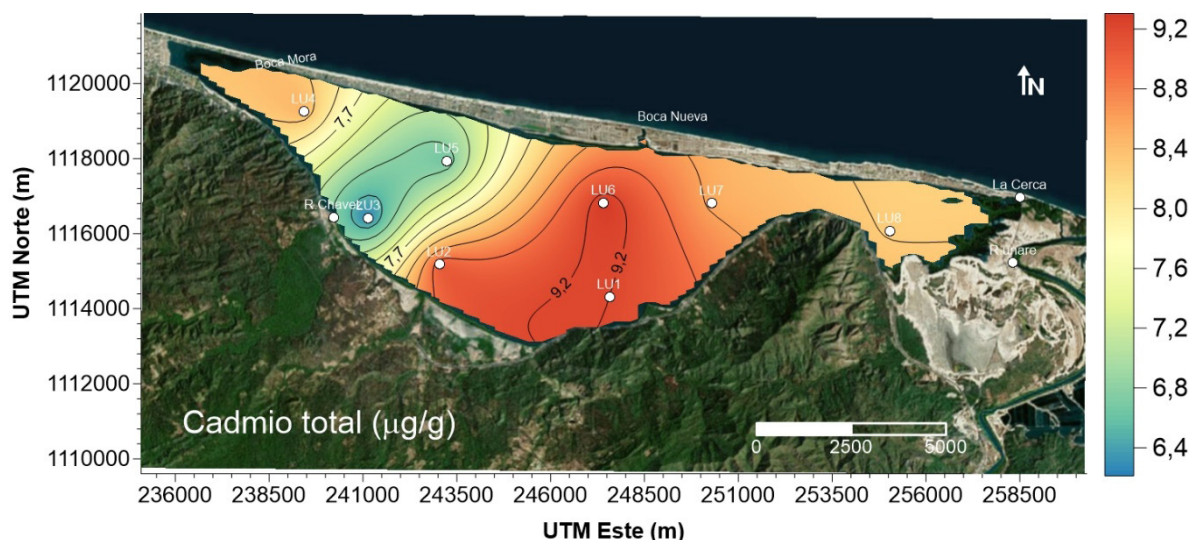 1120000
1118000
1116000
1114000
1112000
1110000
UTM Norte (m)
Boca Mora
N
LU4
7,7
Boca Nueva
LU5
La Cerca
LU6
LU7
R Chavez
LU3
LU8
LU2
R Unare
7,7
9,2
9,2
LU1
Cadmio total (μg/g)
0 2500 5000
236000 238500 241000 243500 246000 248500 251000 253500 256000 258500
UTM Este (m)
9,2
8,8
8,4
8,0
7,6
7,2
6,8
6,4